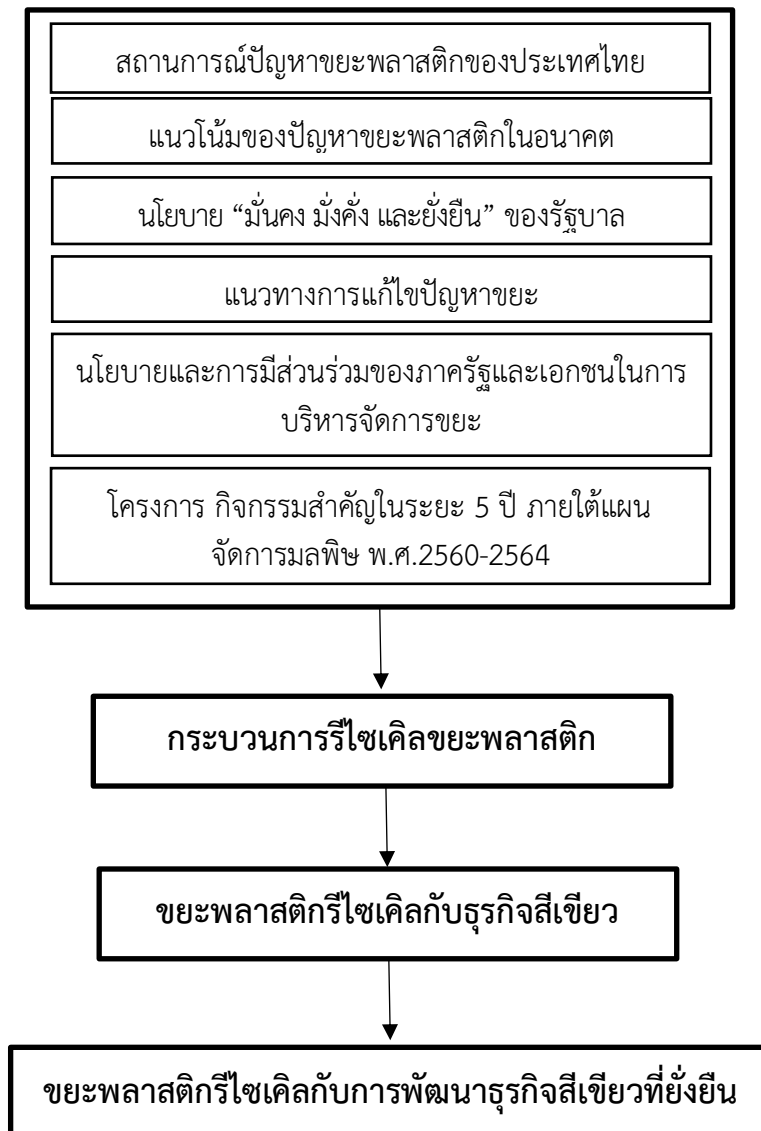 สถานการณ์ปัญหาขยะพลาสติกของประเทศไทย
แนวโน้มของปัญหาขยะพลาสติกในอนาคต
นโยบาย “มั่นคง มั่งคั่ง และยั่งยืน” ของรัฐบาล
แนวทางการแก้ไขปัญหาขยะ
นโยบายและการมีส่วนร่วมของภาครัฐและเอกชนในการ
บริหารจัดการขยะ
โครงการ กิจกรรมสำคัญในระยะ 5 ปี ภายใต้แผน
จัดการมลพิษ พ.ศ.2560-2564
กระบวนการรีไซเคิลขยะพลาสติก
ขยะพลาสติกรีไซเคิลกับธุรกิจสีเขียว
ขยะพลาสติกรีไซเคิลกับการพัฒนาธุรกิจสีเขียวที่ยั่งยืน